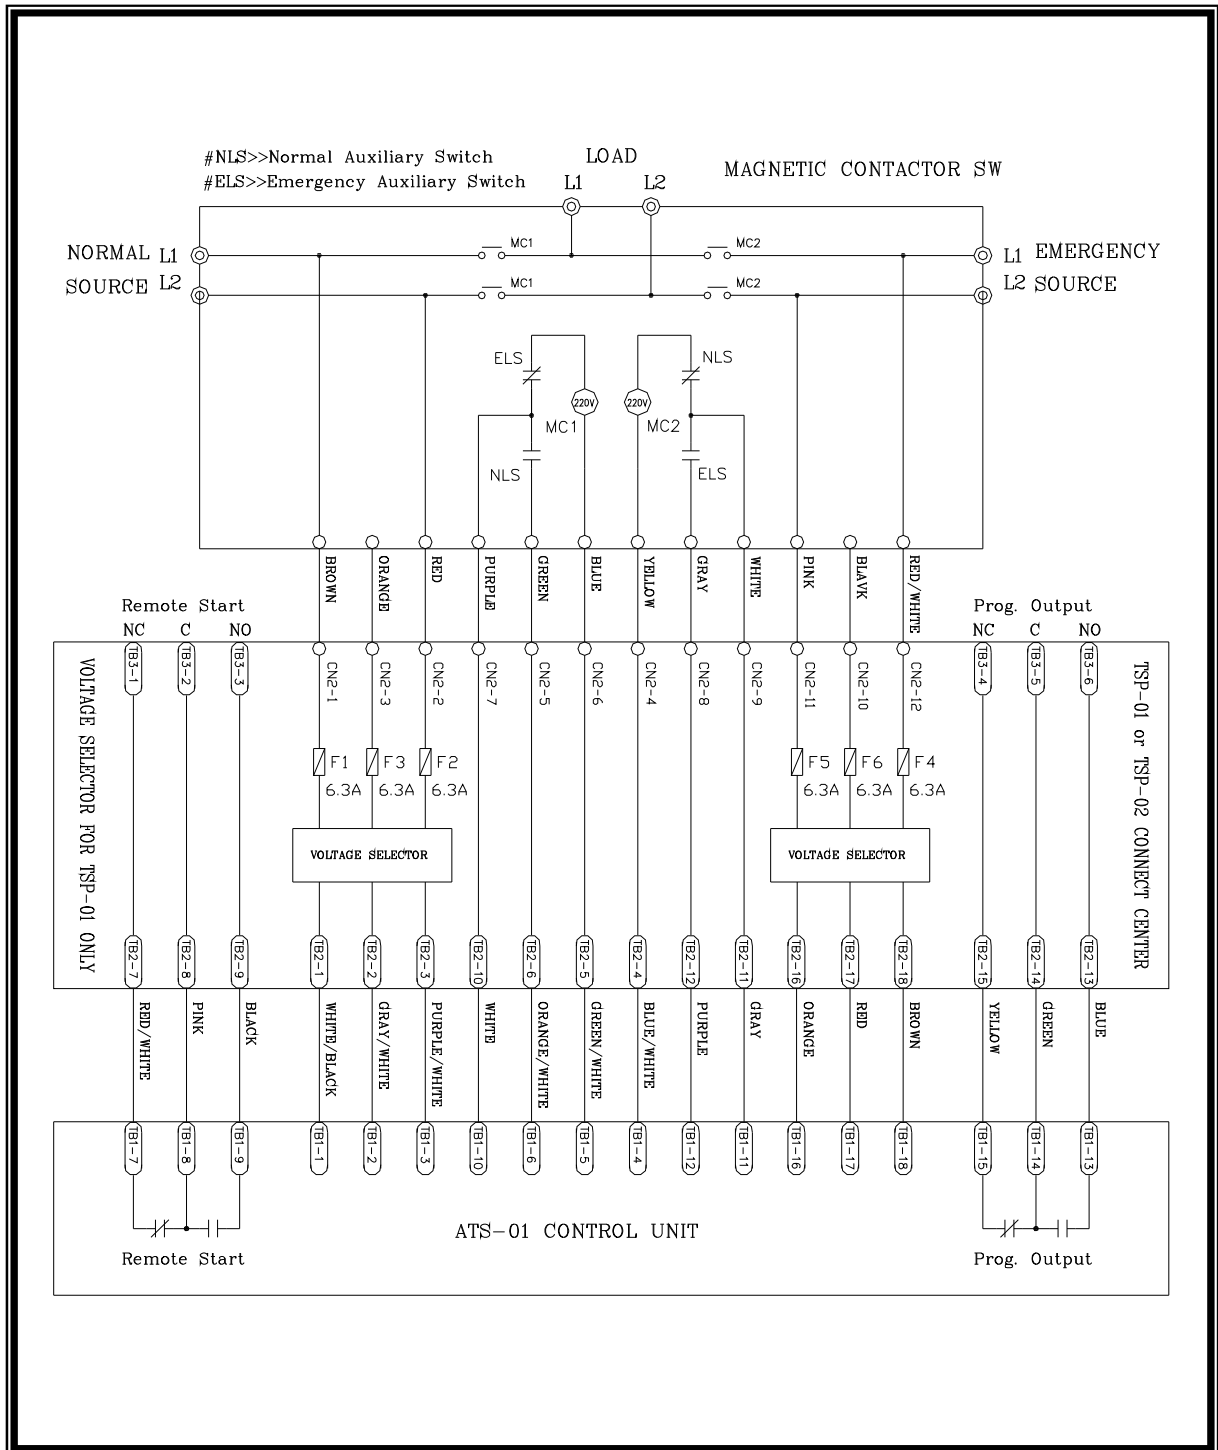 #NLS>>Normal Auxiliary Switch
#ELS>>Emergency Auxiliary Switch
LOAD
L1 L2
MAGNETIC CONTACTOR SW
NORMAL L1
SOURCE L2
MC1
MC1
MC2
MC2
L1 EMERGENCY
L2 SOURCE
ELS
220V
MC1
NLS
220V
MC2
NLS
ELS
BROWN
ORANGE
RED
PURPLE
GREEN
BLUE
YELLOW
GRAY
WHITE
PINK
BLAVK
RED/WHITE
Remote Start
NC C NO
Prog. Output
NC C NO
VOLTAGE SELECTOR FOR TSP-01 ONLY
TB3-1
TB3-2
TB3-3
CN2-1
CN2-3
CN2-2
CN2-7
CN2-5
CN2-6
CN2-4
CN2-8
CN2-9
CN2-11
CN2-10
CN2-12
TB3-4
TB3-5
TB3-6
TSP-01 or TSP-02 CONNECT CENTER
F1
6.3A
F3
6.3A
F2
6.3A
F5
6.3A
F6
6.3A
F4
6.3A
VOLTAGE SELECTOR
VOLTAGE SELECTOR
TB2-7
TB2-8
TB2-9
TB2-1
TB2-2
TB2-3
TB2-10
TB2-6
TB2-5
TB2-4
TB2-12
TB2-11
TB2-16
TB2-17
TB2-18
TB2-15
TB2-14
TB2-13
RED/WHITE
PINK
BLACK
WHITE/BLACK
GRAY/WHITE
PURPLE/WHITE
WHITE
ORANGE/WHITE
GREEN/WHITE
BLUE/WHITE
PURPLE
GRAY
ORANGE
RED
BROWN
YELLOW
GREEN
BLUE
TB1-7
TB1-8
TB1-9
TB1-1
TB1-2
TB1-3
TB1-10
TB1-6
TB1-5
TB1-4
TB1-12
TB1-11
TB1-16
TB1-17
TB1-18
TB1-15
TB1-14
TB1-13
Remote Start
ATS-01 CONTROL UNIT
Prog. Output